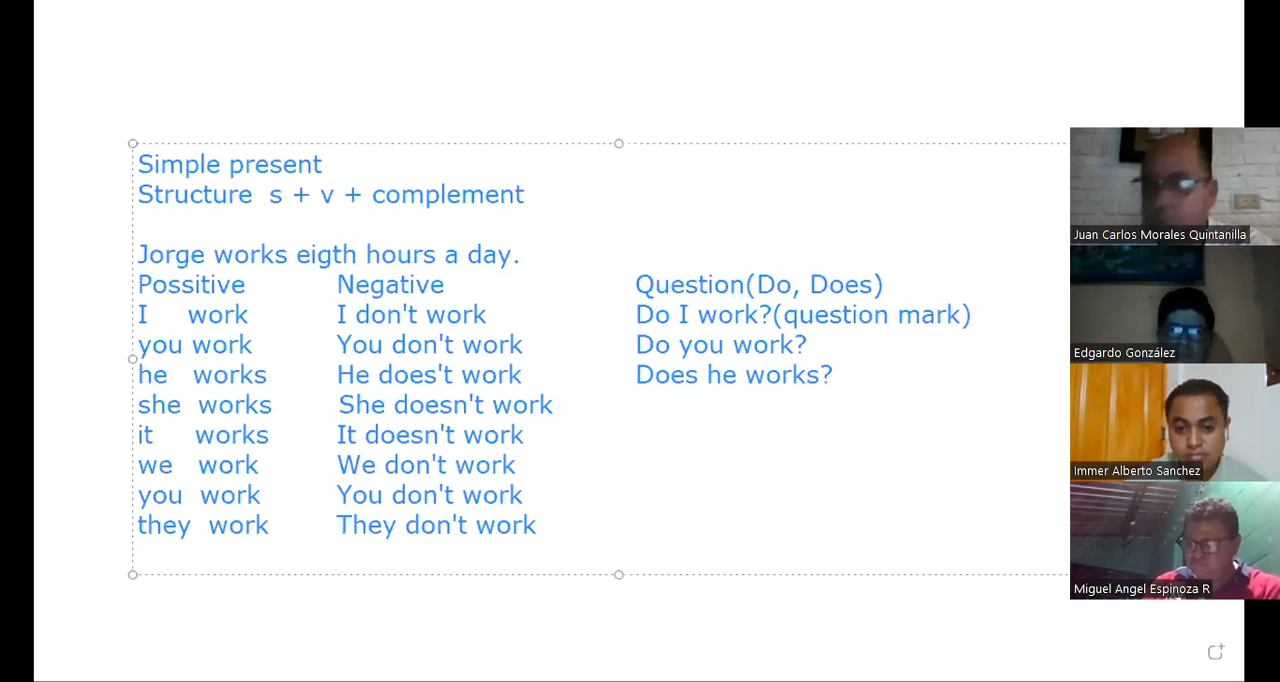 Simple present
Structure s + v + complement
Jorge works eigth hours a day.
Possitive Negative Question(Do, Does)
I work I don't work Do I work?(question mark)
you work You don't work Do you work?
he works He does't work Does he works?
she works She doesn't work
it works It doesn't work
we work We don't work
you work You don't work
they work They don't work
Juan Carlos Morales Quintanilla
Edgardo González
Immer Alberto Sanchez
Miguel Angel Espinoza R